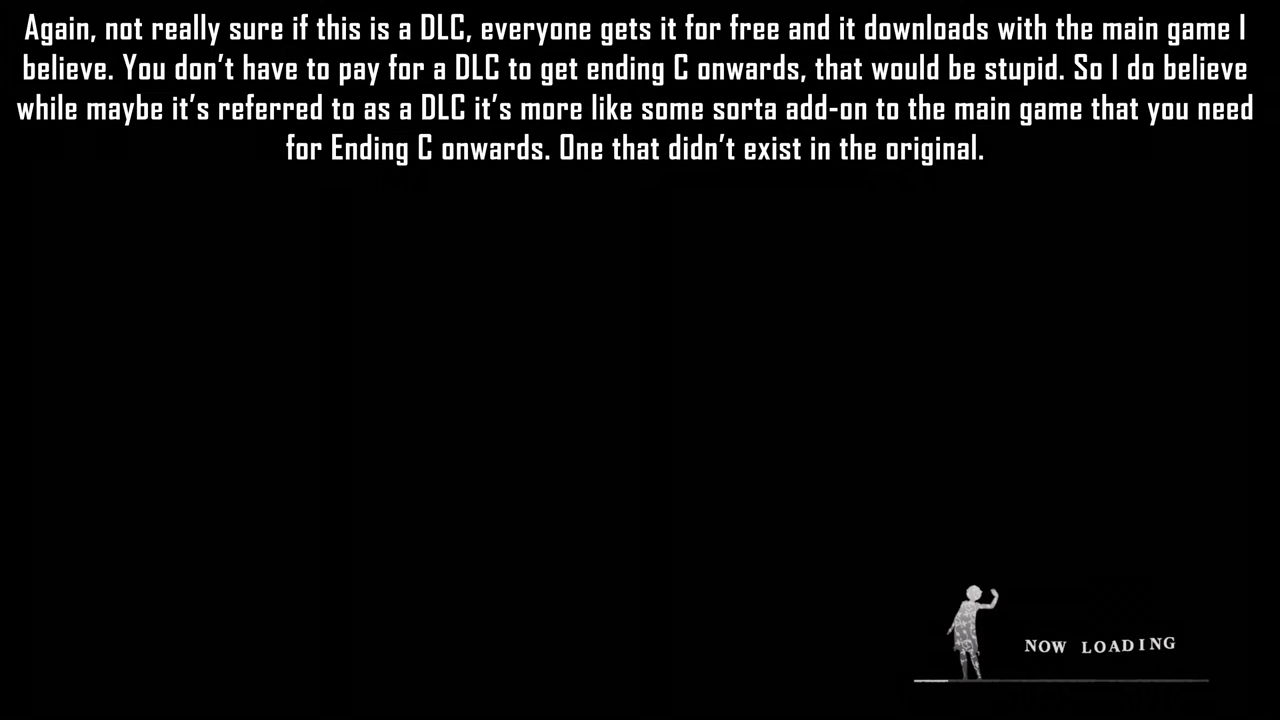 Again, not really sure if this is a DLC, everyone gets it for free and it downloads with the main game I
believe. You don't have to pay for a DLC to get ending C onwards, that would be stupid. So I do believe
while maybe it's referred to as a DLC it's more like some sorta add-on to the main game that you need
for Ending C onwards. One that didn't exist in the original.
NOW LOADING